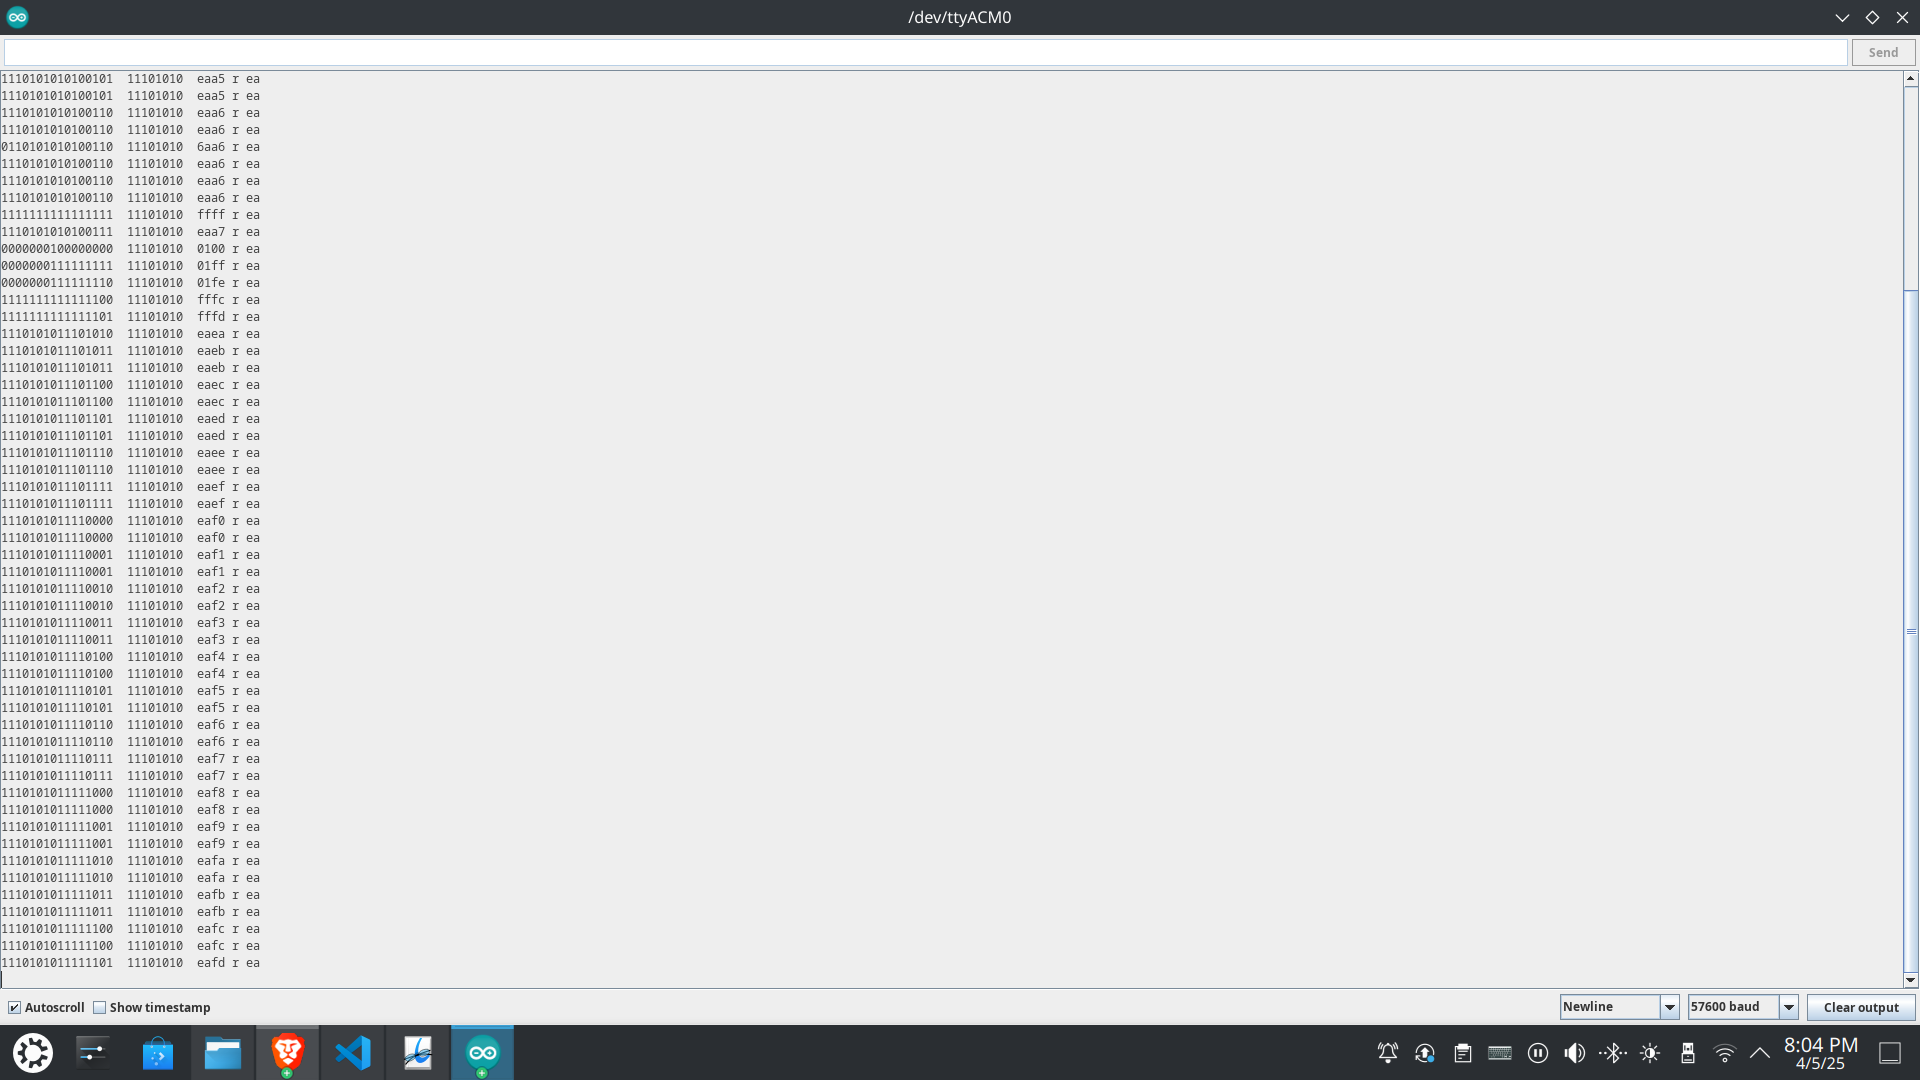 /dev/ttyACM0
Send
1110101010100101  11101010  eaa5 r ea
1110101010100101  11101010  eaa5 r ea
1110101010100110  11101010  eaa6 r ea
1110101010100110  11101010  eaa6 r ea
0110101010100110  11101010  6aa6 r ea
1110101010100110  11101010  eaa6 r ea
1110101010100110  11101010  eaa6 r ea
1110101010100110  11101010  eaa6 r ea
1111111111111111  11101010  ffff r ea
1110101010100111  11101010  eaa7 r ea
0000000100000000  11101010  0100 r ea
0000000111111111  11101010  01ff r ea
0000000111111110  11101010  01fe r ea
1111111111111100  11101010  fffc r ea
1111111111111101  11101010  fffd r ea
1110101011101010  11101010  eaea r ea
1110101011101011  11101010  eaeb r ea
1110101011101011  11101010  eaeb r ea
1110101011101100  11101010  eaec r ea
1110101011101100  11101010  eaec r ea
1110101011101101  11101010  eaed r ea
1110101011101101  11101010  eaed r ea
1110101011101110  11101010  eaee r ea
1110101011101110  11101010  eaee r ea
1110101011101111  11101010  eaef r ea
1110101011101111  11101010  eaef r ea
1110101011110000  11101010  eaf0 r ea
1110101011110000  11101010  eaf0 r ea
1110101011110001  11101010  eaf1 r ea
1110101011110001  11101010  eaf1 r ea
1110101011110010  11101010  eaf2 r ea
1110101011110010  11101010  eaf2 r ea
1110101011110011  11101010  eaf3 r ea
1110101011110011  11101010  eaf3 r ea
1110101011110100  11101010  eaf4 r ea
1110101011110100  11101010  eaf4 r ea
1110101011110101  11101010  eaf5 r ea
1110101011110101  11101010  eaf5 r ea
1110101011110110  11101010  eaf6 r ea
1110101011110110  11101010  eaf6 r ea
1110101011110111  11101010  eaf7 r ea
1110101011110111  11101010  eaf7 r ea
1110101011111000  11101010  eaf8 r ea
1110101011111000  11101010  eaf8 r ea
1110101011111001  11101010  eaf9 r ea
1110101011111001  11101010  eaf9 r ea
1110101011111010  11101010  eafa r ea
1110101011111010  11101010  eafa r ea
1110101011111011  11101010  eafb r ea
1110101011111011  11101010  eafb r ea
1110101011111100  11101010  eafc r ea
1110101011111100  11101010  eafc r ea
1110101011111101  11101010  eafd r ea
Autoscroll Show timestamp Newline 57600 baud Clear output
8:04 PM
4/5/25